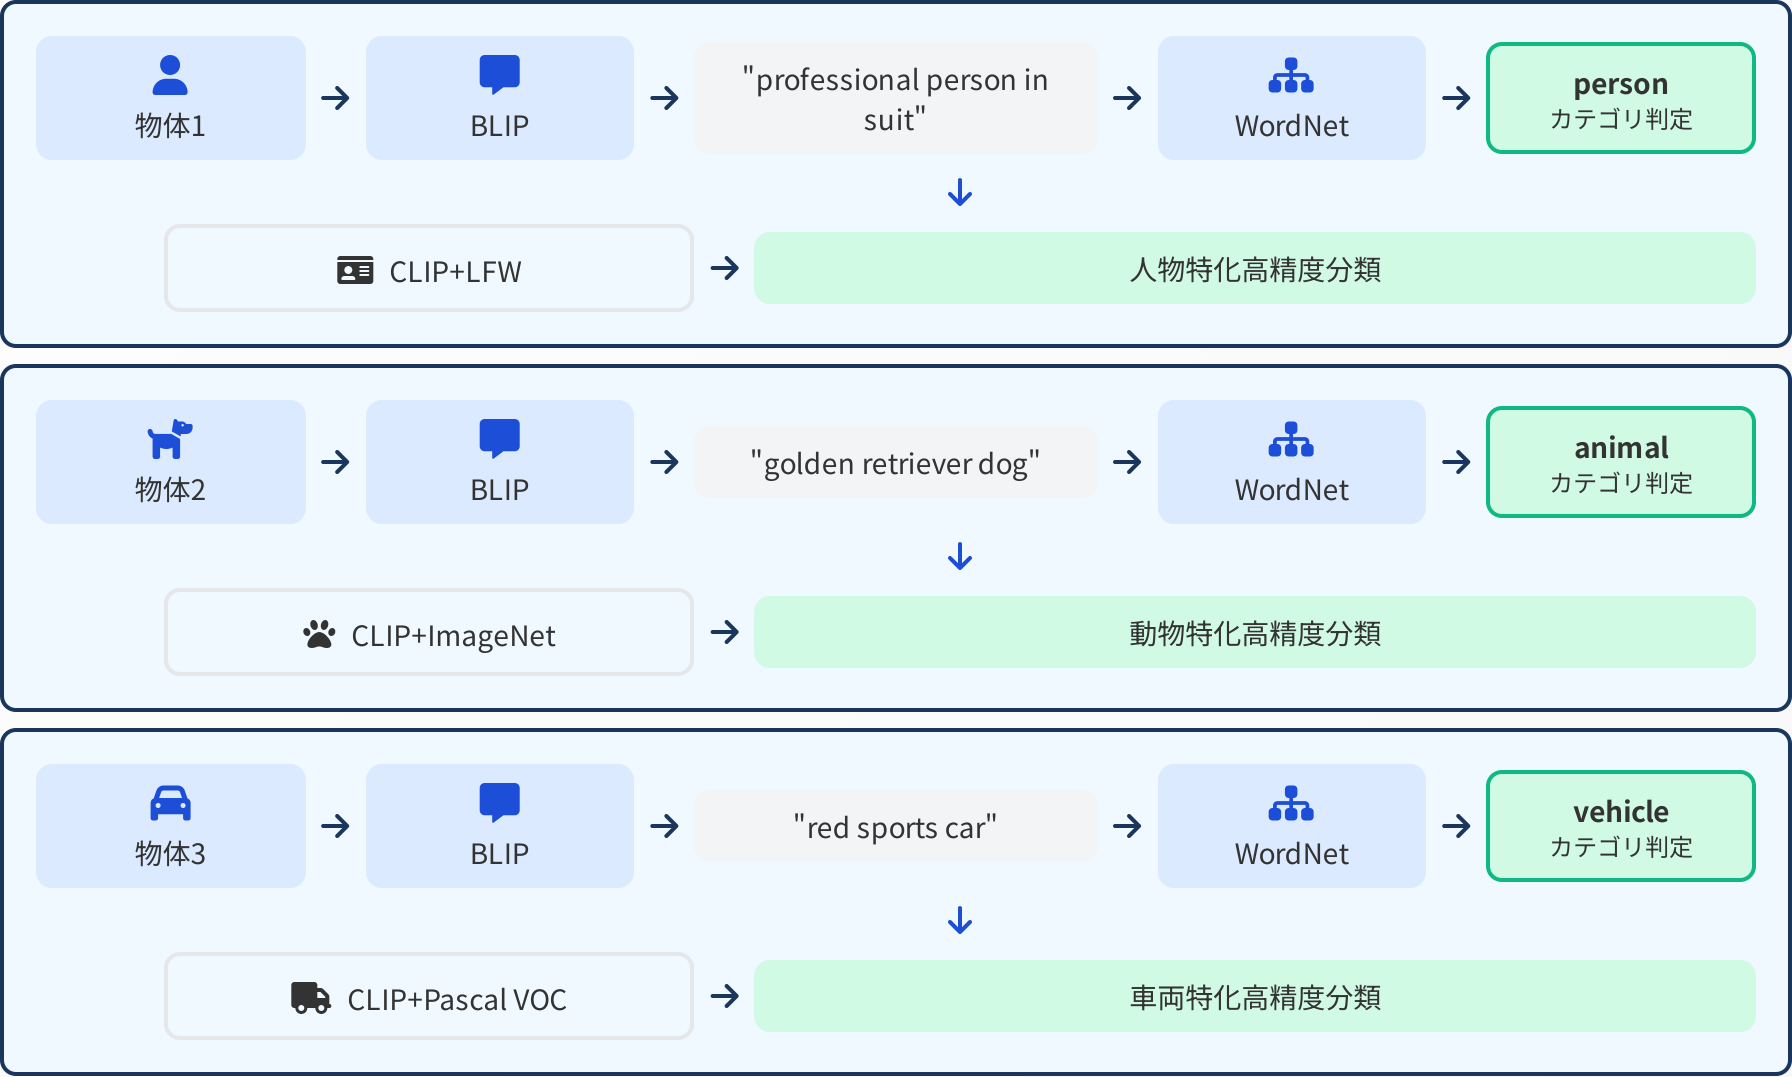 物体1
BLIP
"professional person in
suit"
WordNet
person
カテゴリ判定
CLIP+LFW
人物特化高精度分類
物体2
BLIP
"golden retriever dog"
WordNet
animal
カテゴリ判定
CLIP+ImageNet
動物特化高精度分類
物体3
BLIP
"red sports car"
WordNet
vehicle
カテゴリ判定
CLIP+Pascal VOC
車両特化高精度分類